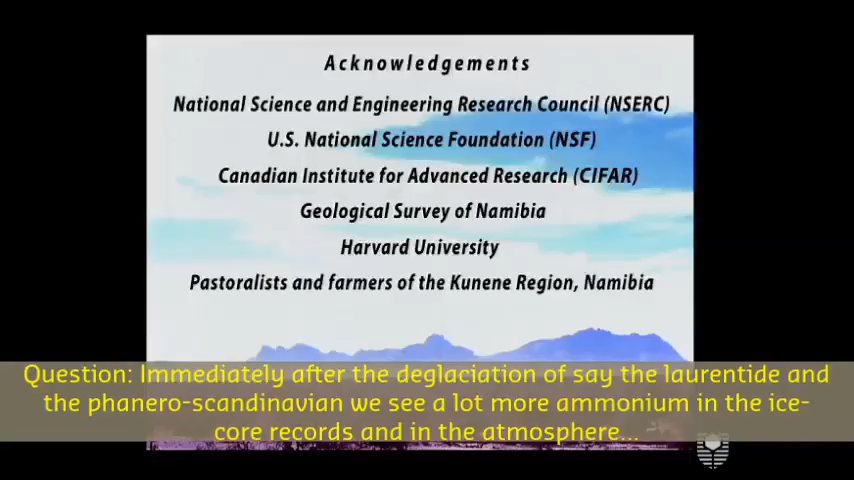 Acknowledgements
National Science and Engineering Research Council (NSERC)
U.S. National Science Foundation (NSF)
Canadian Institute for Advanced Research (CIFAR)
Geological Survey of Namibia
Harvard University
Pastoralists and farmers of the Kunene Region, Namibia
Question: Immediately after the deglaciation of say the laurentide and
the phanero-scandinavian we see a lot more ammonium in the ice-
core records and in the atmosphere...